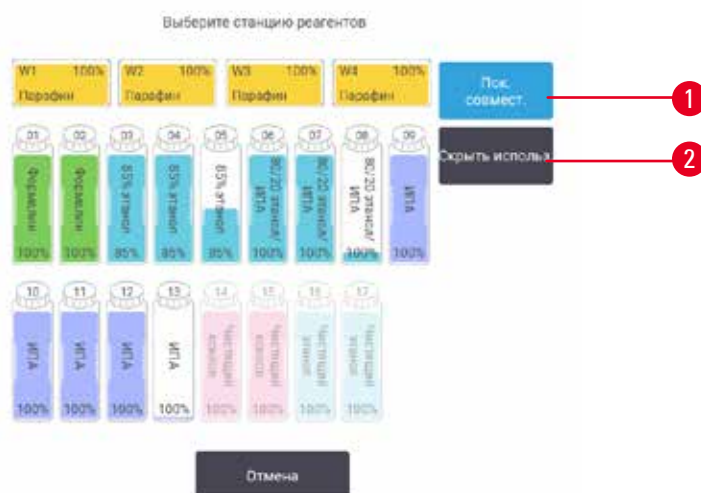 Выберите станцию реагентов
W1 100%
Парафин
W2 100%
Парафин
W3 100%
Парафин
W4 100%
Парафин
Пок.
совмест.
1
01
Формалин
100%
02
Формалин
100%
03
85% этанол
85%
04
85% этанол
85%
05
85% этанол
85%
06
80/20 этанол/
ИПА
100%
07
80/20 этанол/
ИПА
100%
08
80/20 этанол/
ИПА
100%
09
ИПА
100%
Скрыть использ.
2
10
ИПА
100%
11
ИПА
100%
12
ИПА
100%
13
ИПА
100%
14
Чистящий
ксилол
100%
15
Чистящий
ксилол
100%
16
Чистящий
этанол
100%
17
Чистящий
этанол
100%
Отмена